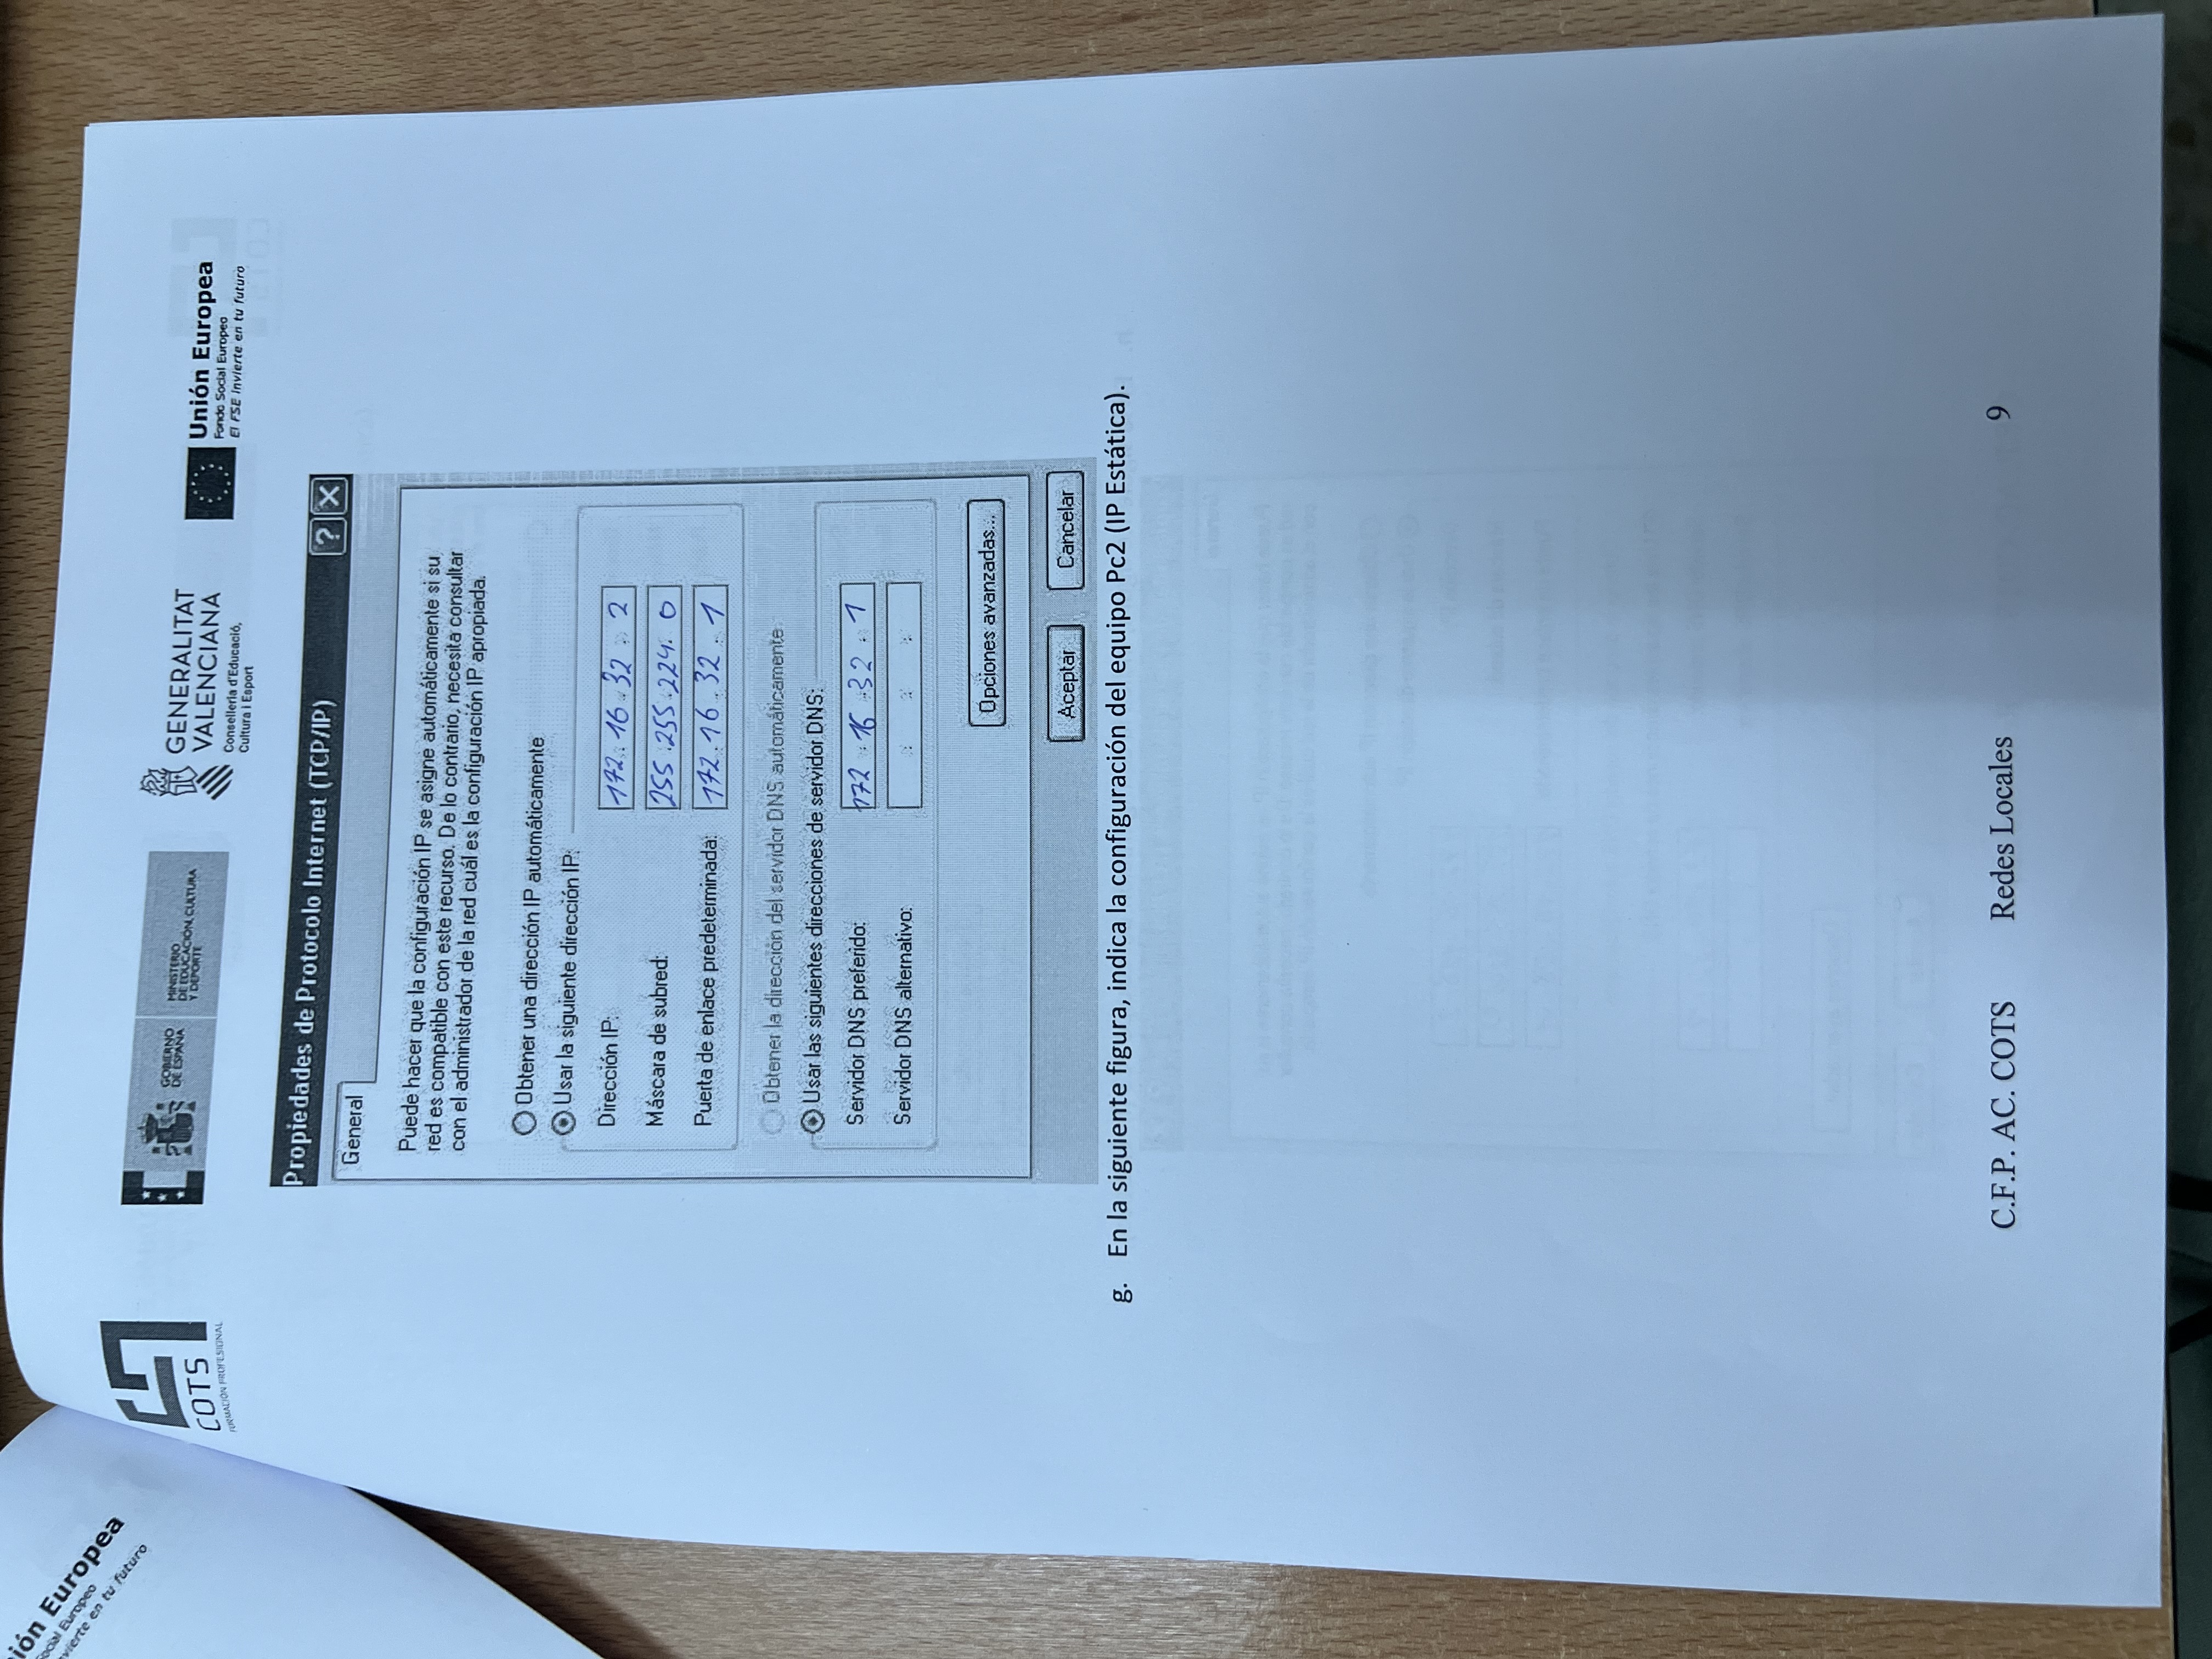 ión Europea
Social Europeo
vierte en tu futuro
COTS
FORMACIÓN PROFESIONAL
GOBIERNO
DE ESPAÑA
MINISTERIO
DE EDUCACIÓN, CULTURA
Y DEPORTE
GENERALITAT
VALENCIANA
Conselleria d'Educació,
Cultura i Esport
Unión Europea
Fondo Social Europeo
El FSE invierte en tu futuro
Propiedades de Protocolo Internet (TCP/IP)
General
Puede hacer que la configuración IP se asigne automáticamente si su
red es compatible con este recurso. De lo contrario, necesita consultar
con el administrador de la red cuál es la configuración IP apropiada.
Obtener una dirección IP automáticamente
Usar la siguiente dirección IP:
Dirección IP: 172.16.32.2
Máscara de subred: 255.255.224.0
Puerta de enlace predeterminada: 172.16.32.1
Obtener la dirección del servidor DNS automáticamente
Usar las siguientes direcciones de servidor DNS:
Servidor DNS preferido: 172.16.32.1
Servidor DNS alternativo:
Opciones avanzadas...
Aceptar Cancelar
g. En la siguiente figura, indica la configuración del equipo Pc2 (IP Estática).
C.F.P. AC. COTS Redes Locales 9